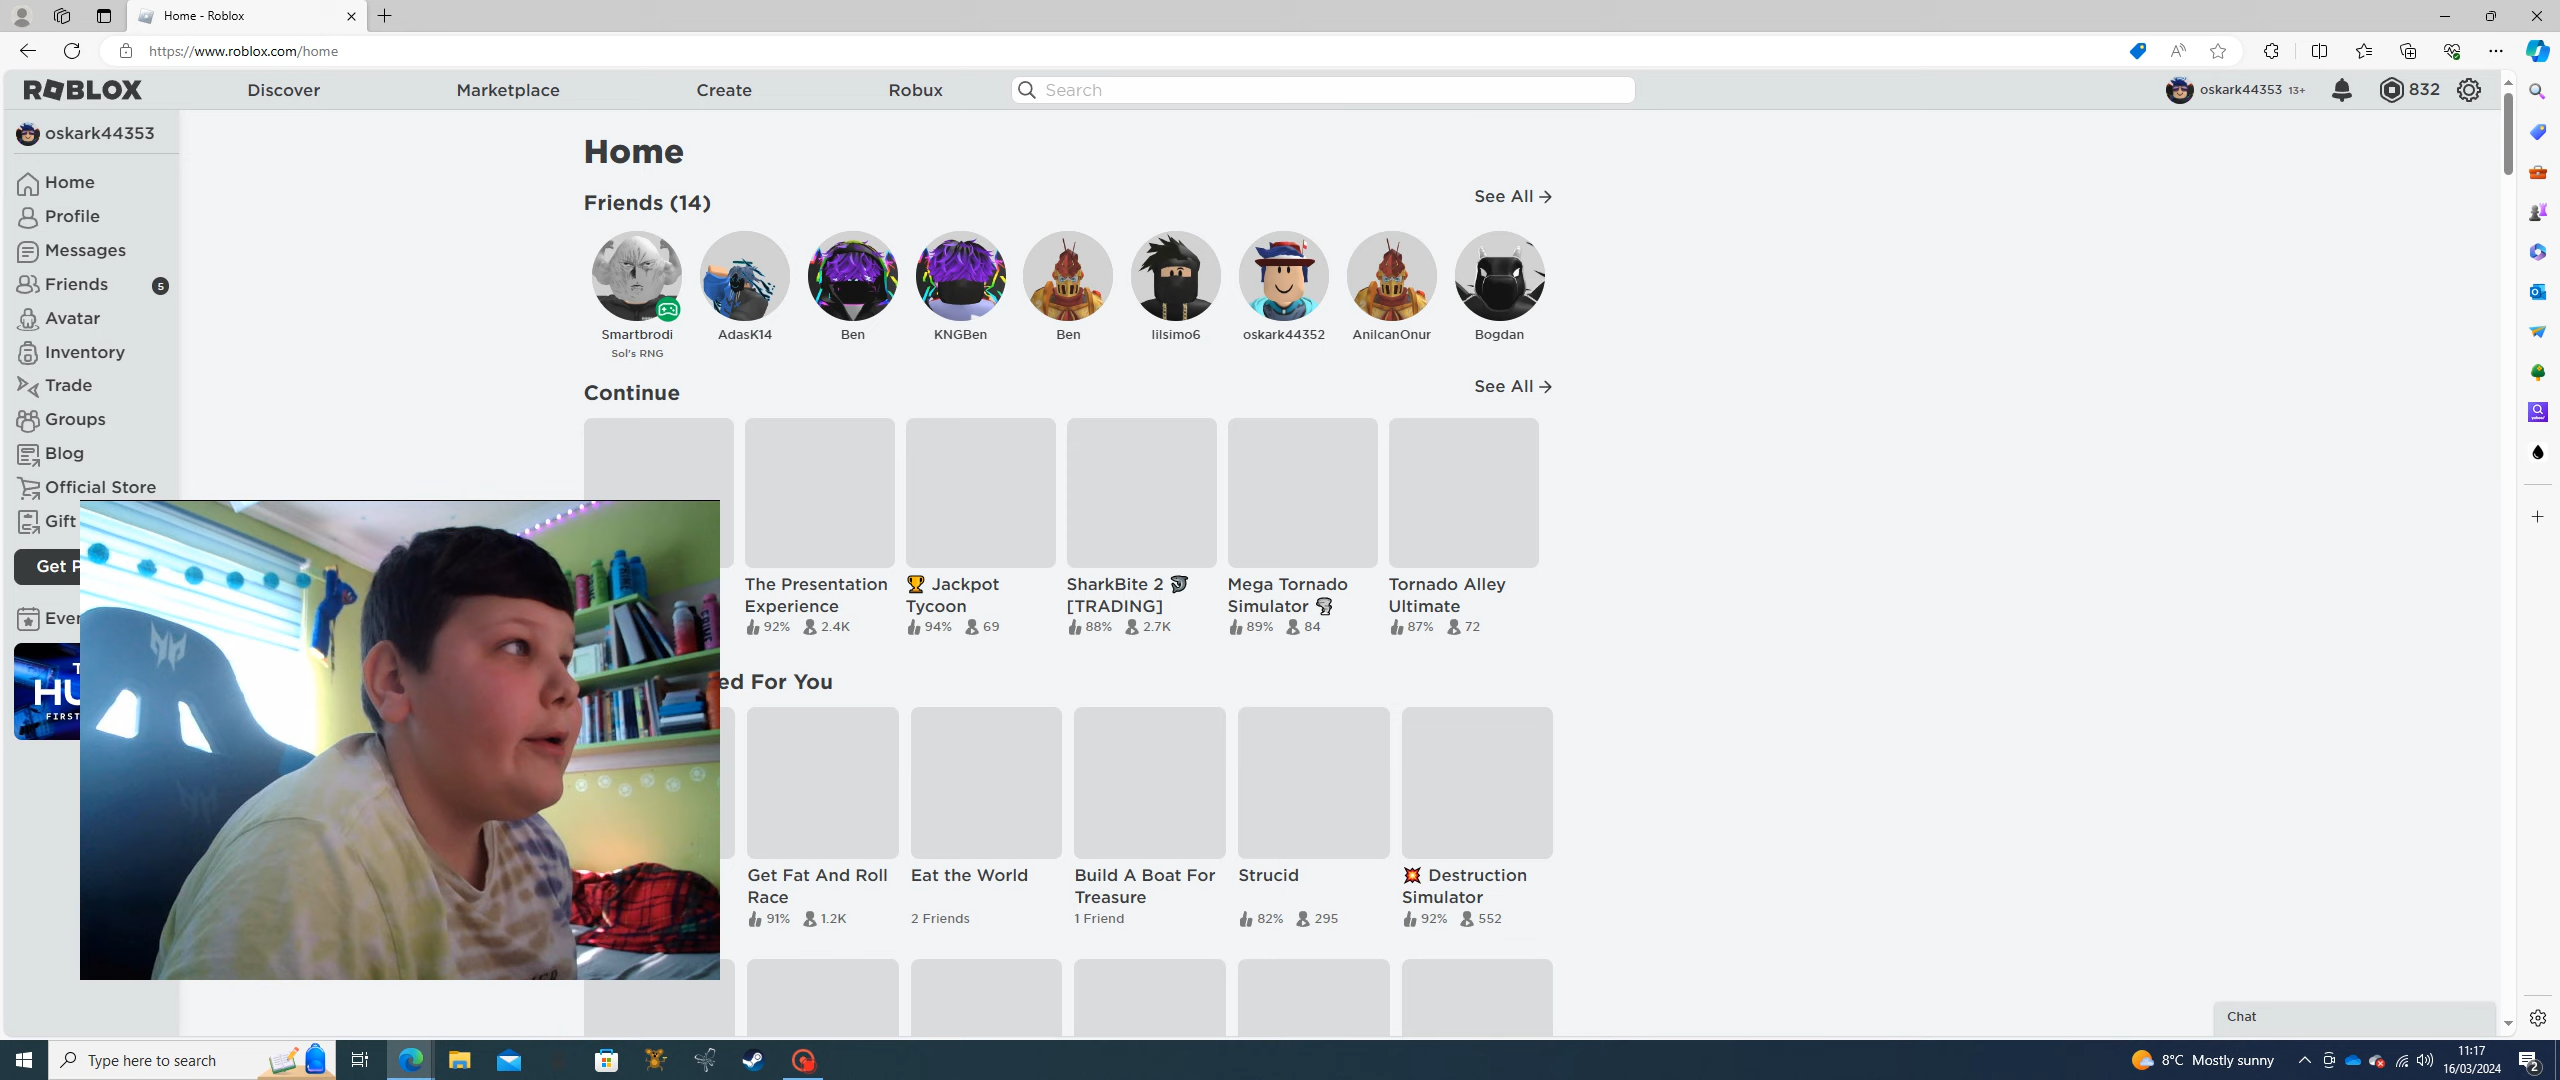 Home - Roblox
https://www.roblox.com/home
ROBLOX
Discover
Marketplace
Create
Robux
Search
oskark44353 13+
832
oskark44353
Home
Profile
Messages
Friends
5
Avatar
Inventory
Trade
Groups
Blog
Official Store
Gift
Get P
Even
T
HU
FIRST
Home
Friends (14)
See All →
Smartbrodi
Sol's RNG
AdasK14
Ben
KNGBen
Ben
lilsimo6
oskark44352
AnilcanOnur
Bogdan
Continue
See All →
The Presentation
Experience
92% 2.4K
🏆 Jackpot
Tycoon
94% 69
SharkBite 2 🦈
[TRADING]
88% 2.7K
Mega Tornado
Simulator 🌪
89% 84
Tornado Alley
Ultimate
87% 72
ed For You
Get Fat And Roll
Race
91% 1.2K
Eat the World
2 Friends
Build A Boat For
Treasure
1 Friend
Strucid
82% 295
💥 Destruction
Simulator
92% 552
Chat
Type here to search
8°C Mostly sunny
11:17
16/03/2024
2